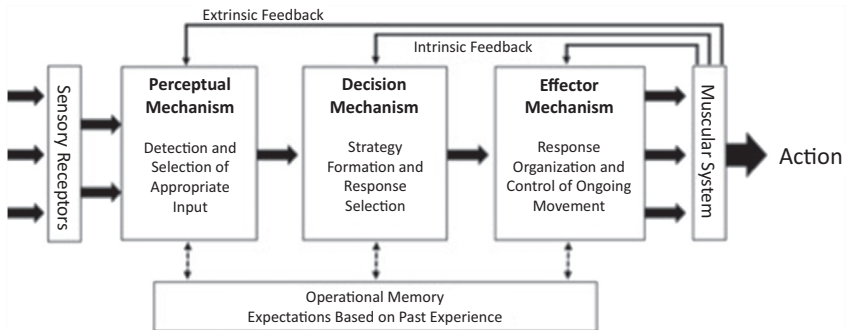 Extrinsic Feedback
Intrinsic Feedback
Sensory Receptors
Perceptual
Mechanism
Detection and
Selection of
Appropriate
Input
Decision
Mechanism
Strategy
Formation and
Response
Selection
Effector
Mechanism
Response
Organization and
Control of Ongoing
Movement
Muscular System
Action
Operational Memory
Expectations Based on Past Experience